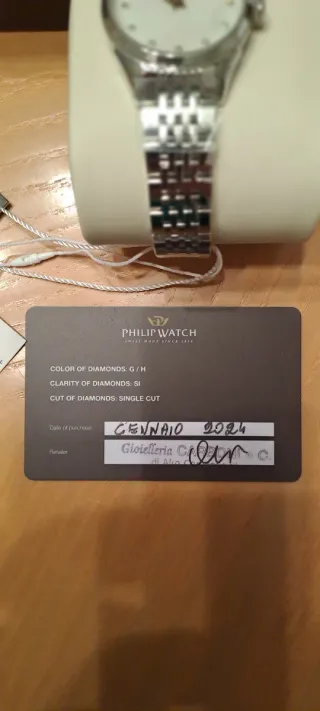 PHILIP WATCH
SWISS MADE SINCE 1858
COLOR OF DIAMONDS: G / H
CLARITY OF DIAMONDS: SI
CUT OF DIAMONDS: SINGLE CUT
Date of purchase GENNAIO 2024
Retailer Gioielleria C.
di